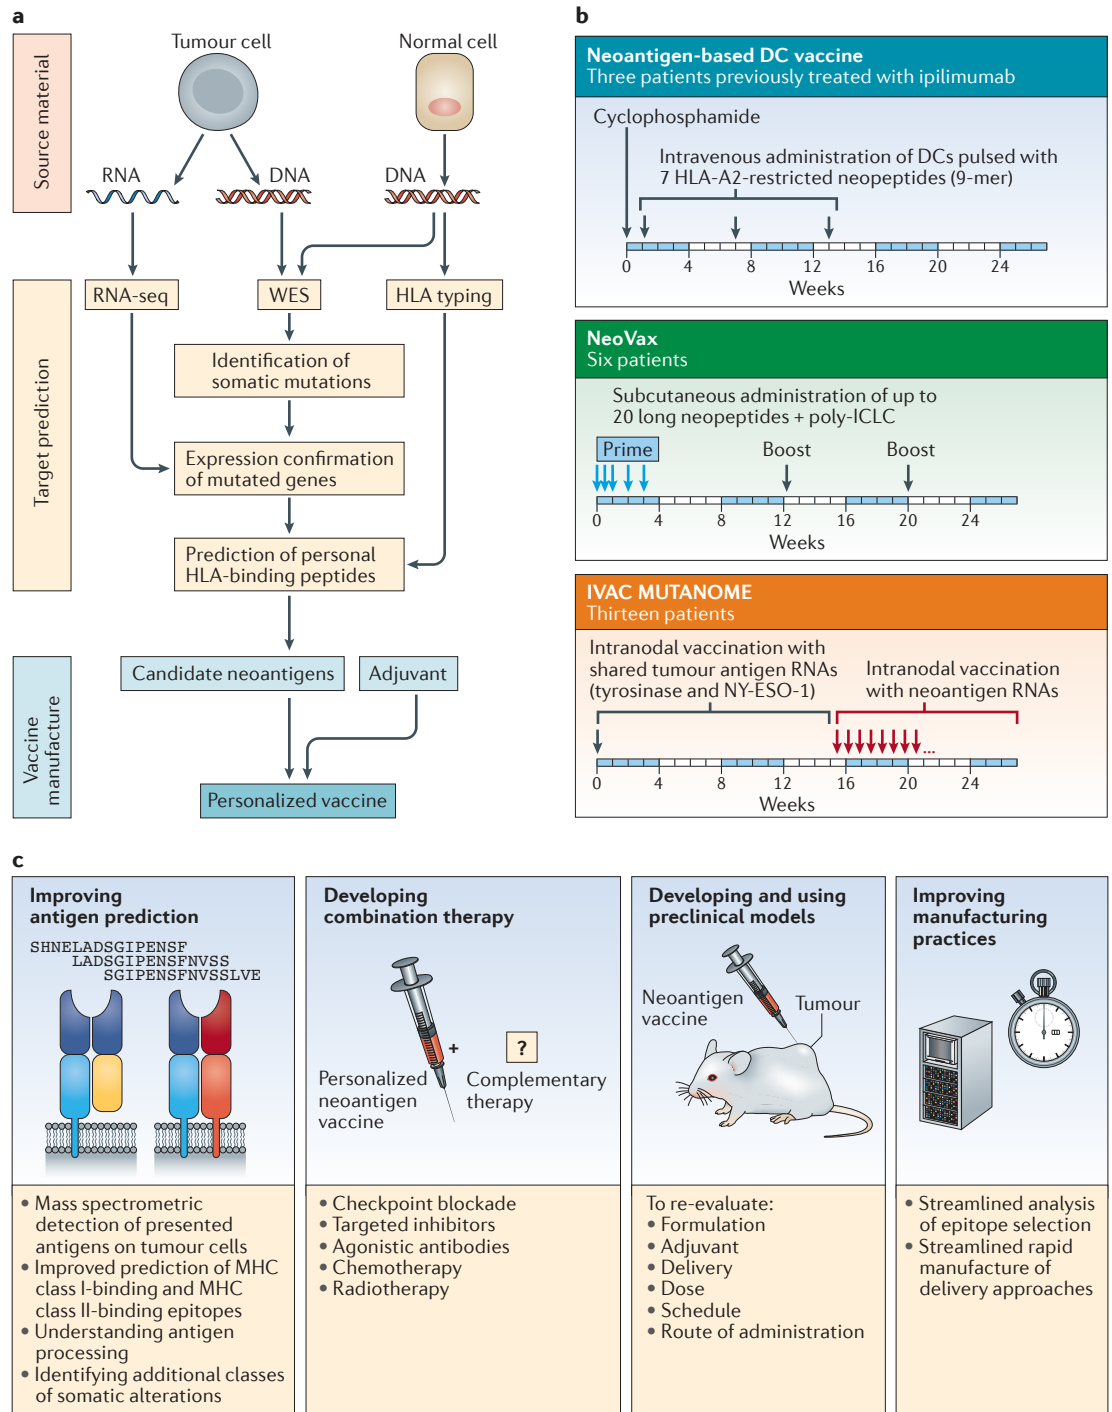 a
Source material
Tumour cell
Normal cell
RNA
DNA
DNA
Target prediction
RNA-seq
WES
HLA typing
Identification of
somatic mutations
Expression confirmation
of mutated genes
Prediction of personal
HLA-binding peptides
Vaccine
manufacture
Candidate neoantigens
Adjuvant
Personalized vaccine
b
Neoantigen-based DC vaccine
Three patients previously treated with ipilimumab
Cyclophosphamide
Intravenous administration of DCs pulsed with
7 HLA-A2-restricted neopeptides (9-mer)
0 4 8 12 16 20 24
Weeks
NeoVax
Six patients
Subcutaneous administration of up to
20 long neopeptides + poly-ICLC
Prime
Boost
Boost
0 4 8 12 16 20 24
Weeks
IVAC MUTANOME
Thirteen patients
Intranodal vaccination with
shared tumour antigen RNAs
(tyrosinase and NY-ESO-1)
Intranodal vaccination
with neoantigen RNAs
...
0 4 8 12 16 20 24
Weeks
c
Improving
antigen prediction
SHNELADSGIPENSF
LADSGIPENSFNVSS
SGIPENSFNVSSLVE
• Mass spectrometric
detection of presented
antigens on tumour cells
• Improved prediction of MHC
class I-binding and MHC
class II-binding epitopes
• Understanding antigen
processing
• Identifying additional classes
of somatic alterations
Developing
combination therapy
Personalized
neoantigen
vaccine
+
?
Complementary
therapy
• Checkpoint blockade
• Targeted inhibitors
• Agonistic antibodies
• Chemotherapy
• Radiotherapy
Developing and using
preclinical models
Neoantigen
vaccine
Tumour
To re-evaluate:
• Formulation
• Adjuvant
• Delivery
• Dose
• Schedule
• Route of administration
Improving
manufacturing
practices
• Streamlined analysis
of epitope selection
• Streamlined rapid
manufacture of
delivery approaches